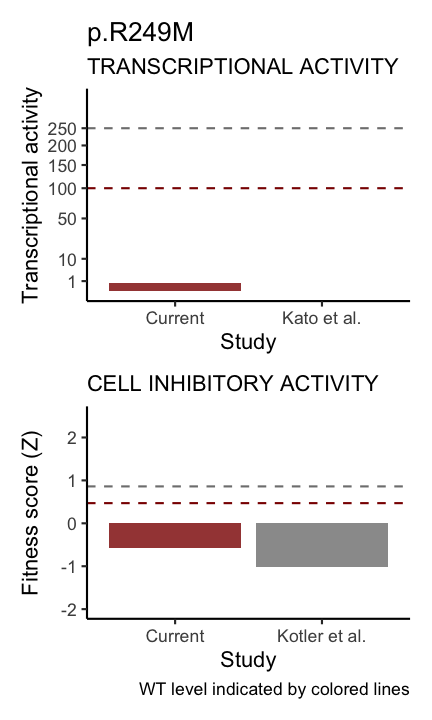 p.R249M
TRANSCRIPTIONAL ACTIVITY
Transcriptional activity
250
200
150
100
50
10
1
Current
Kato et al.
Study
CELL INHIBITORY ACTIVITY
Fitness score (Z)
2
1
0
-1
-2
Current
Kotler et al.
Study
WT level indicated by colored lines